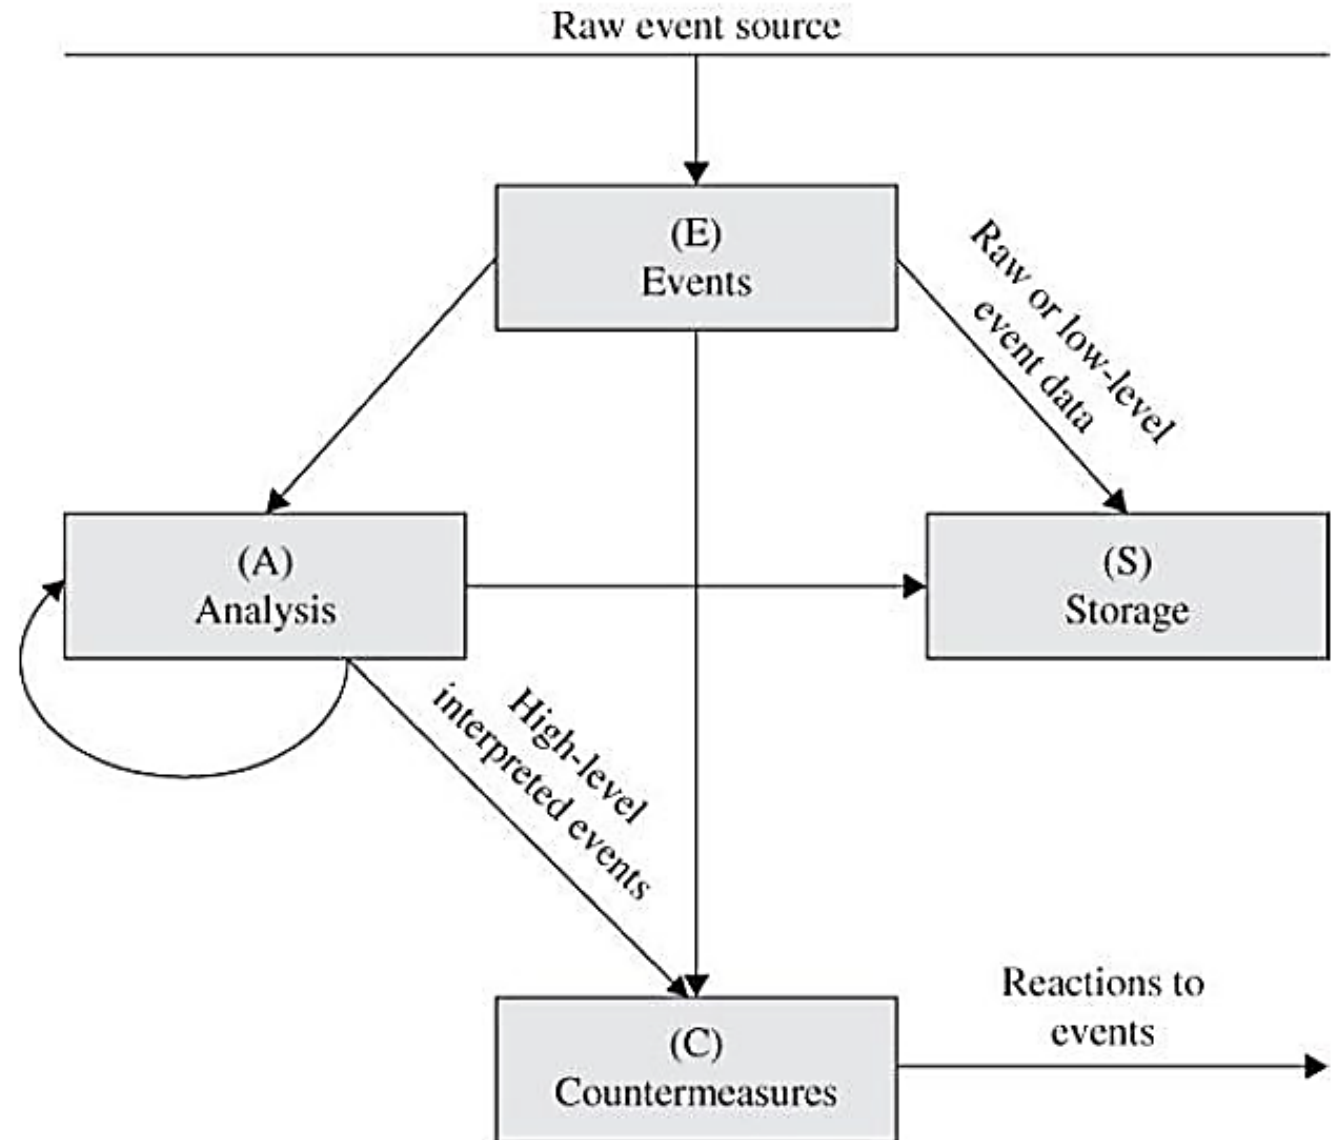 Raw event source
(E)
Events
Raw or low-level
event data
(A)
Analysis
(S)
Storage
High-level
interpreted events
Reactions to
events
(C)
Countermeasures